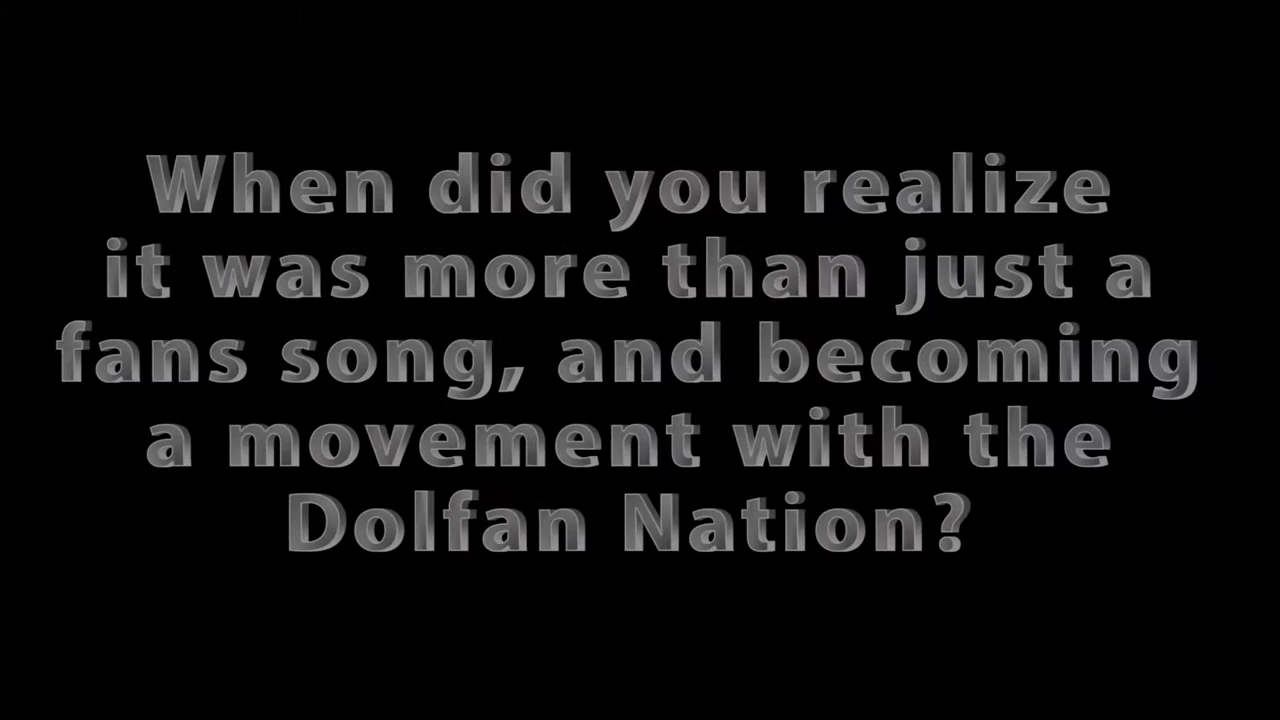 When did you realize
it was more than just a
fans song, and becoming
a movement with the
Dolfan Nation?